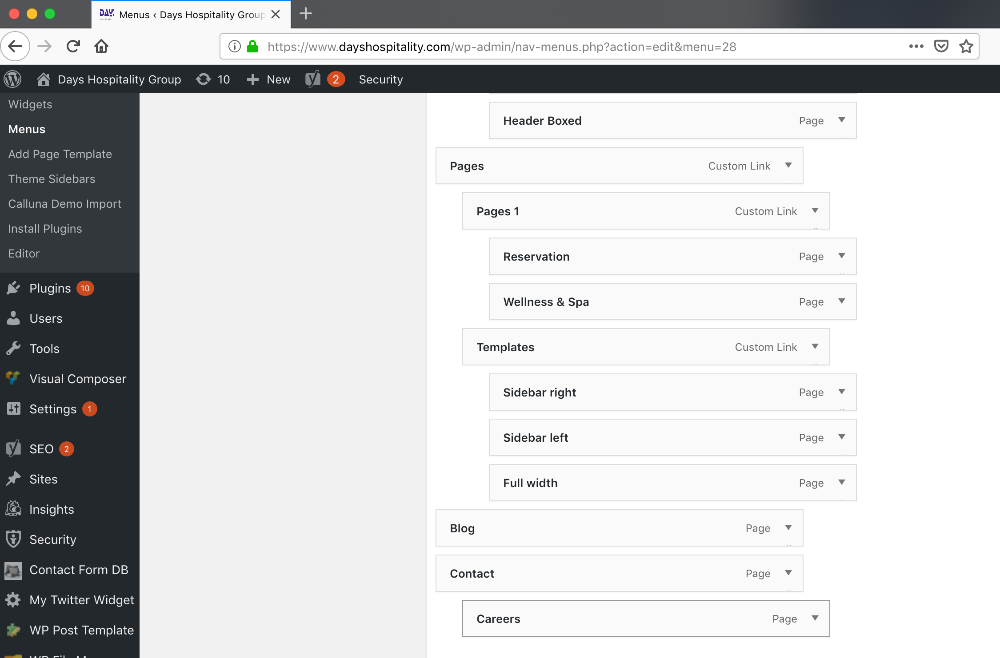 Menus ‹ Days Hospitality Group
https://www.dayshospitality.com/wp-admin/nav-menus.php?action=edit&menu=28
Days Hospitality Group 10 New 2 Security
Widgets
Menus
Add Page Template
Theme Sidebars
Calluna Demo Import
Install Plugins
Editor
Plugins 10
Users
Tools
Visual Composer
Settings 1
SEO 2
Sites
Insights
Security
Contact Form DB
My Twitter Widget
WP Post Template
Header Boxed Page
Pages Custom Link
Pages 1 Custom Link
Reservation Page
Wellness & Spa Page
Templates Custom Link
Sidebar right Page
Sidebar left Page
Full width Page
Blog Page
Contact Page
Careers Page